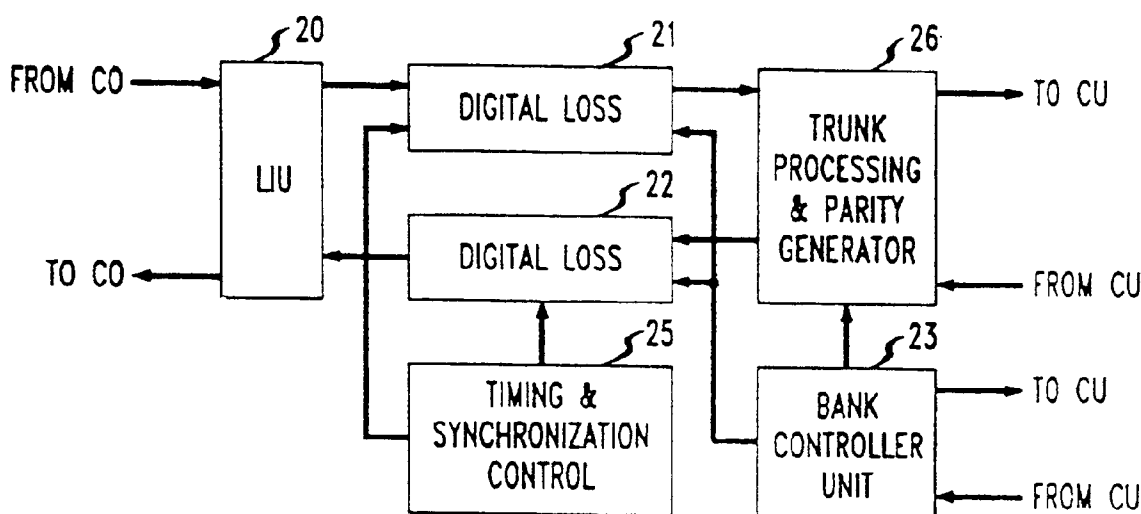 20
21
26
FROM CO
DIGITAL LOSS
TO CU
LIU
TRUNK
PROCESSING
& PARITY
GENERATOR
22
DIGITAL LOSS
TO CO
FROM CU
25
23
TIMING &
SYNCHRONIZATION
CONTROL
BANK
CONTROLLER
UNIT
TO CU
FROM CU